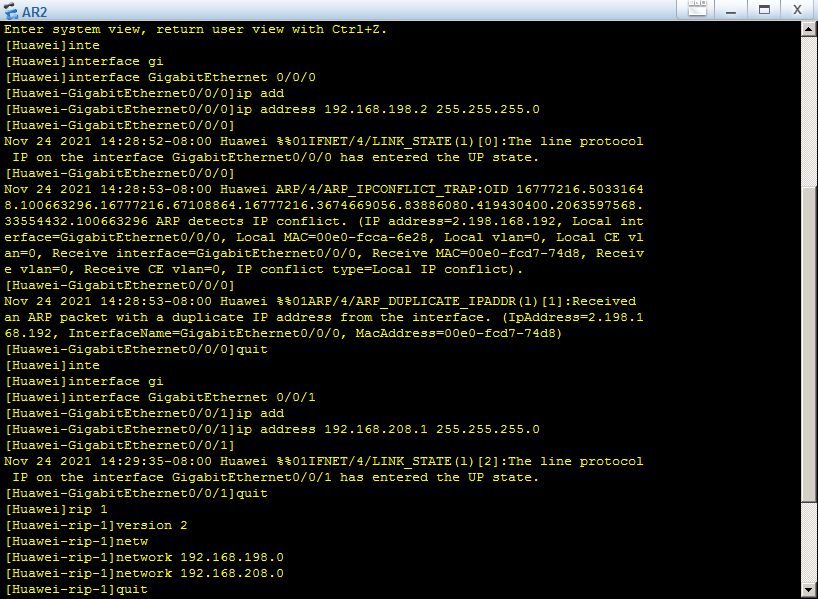 AR2
Enter system view, return user view with Ctrl+Z.
[Huawei]inte
[Huawei]interface gi
[Huawei]interface GigabitEthernet 0/0/0
[Huawei-GigabitEthernet0/0/0]ip add
[Huawei-GigabitEthernet0/0/0]ip address 192.168.198.2 255.255.255.0
[Huawei-GigabitEthernet0/0/0]
Nov 24 2021 14:28:52-08:00 Huawei %%01IFNET/4/LINK_STATE(l)[0]:The line protocol
 IP on the interface GigabitEthernet0/0/0 has entered the UP state.
[Huawei-GigabitEthernet0/0/0]
Nov 24 2021 14:28:53-08:00 Huawei ARP/4/ARP_IPCONFLICT_TRAP:OID 16777216.5033164
8.100663296.16777216.67108864.16777216.3674669056.83886080.419430400.2063597568.
33554432.100663296 ARP detects IP conflict. (IP address=2.198.168.192, Local int
erface=GigabitEthernet0/0/0, Local MAC=00e0-fcca-6e28, Local vlan=0, Local CE vl
an=0, Receive interface=GigabitEthernet0/0/0, Receive MAC=00e0-fcd7-74d8, Receiv
e vlan=0, Receive CE vlan=0, IP conflict type=Local IP conflict).
[Huawei-GigabitEthernet0/0/0]
Nov 24 2021 14:28:53-08:00 Huawei %%01ARP/4/ARP_DUPLICATE_IPADDR(l)[1]:Received
an ARP packet with a duplicate IP address from the interface. (IpAddress=2.198.1
68.192, InterfaceName=GigabitEthernet0/0/0, MacAddress=00e0-fcd7-74d8)
[Huawei-GigabitEthernet0/0/0]quit
[Huawei]inte
[Huawei]interface gi
[Huawei]interface GigabitEthernet 0/0/1
[Huawei-GigabitEthernet0/0/1]ip add
[Huawei-GigabitEthernet0/0/1]ip address 192.168.208.1 255.255.255.0
[Huawei-GigabitEthernet0/0/1]
Nov 24 2021 14:29:35-08:00 Huawei %%01IFNET/4/LINK_STATE(l)[2]:The line protocol
 IP on the interface GigabitEthernet0/0/1 has entered the UP state.
[Huawei-GigabitEthernet0/0/1]quit
[Huawei]rip 1
[Huawei-rip-1]version 2
[Huawei-rip-1]netw
[Huawei-rip-1]network 192.168.198.0
[Huawei-rip-1]network 192.168.208.0
[Huawei-rip-1]quit